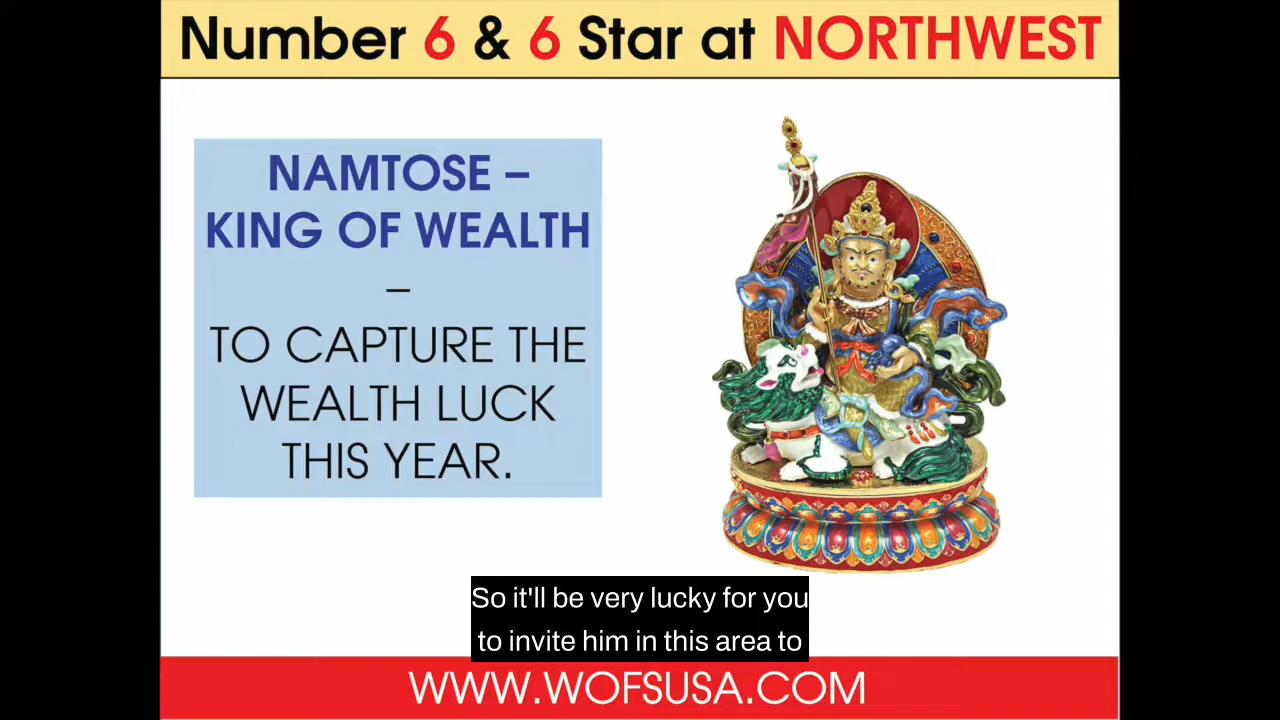 Number 6 & 6 Star at NORTHWEST
NAMTOSE –
KING OF WEALTH
–
TO CAPTURE THE
WEALTH LUCK
THIS YEAR.
So it'll be very lucky for you
to invite him in this area to
WWW.WOFSUSA.COM